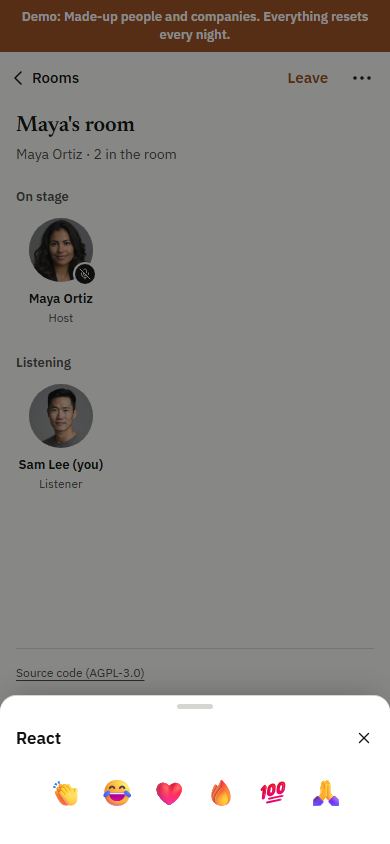 Demo: Made-up people and companies. Everything resets
every night.
Rooms
Leave
Maya's room
Maya Ortiz · 2 in the room
On stage
Maya Ortiz
Host
Listening
Sam Lee (you)
Listener
Source code (AGPL-3.0)
React
👏 😂 ❤️ 🔥 💯 🙏